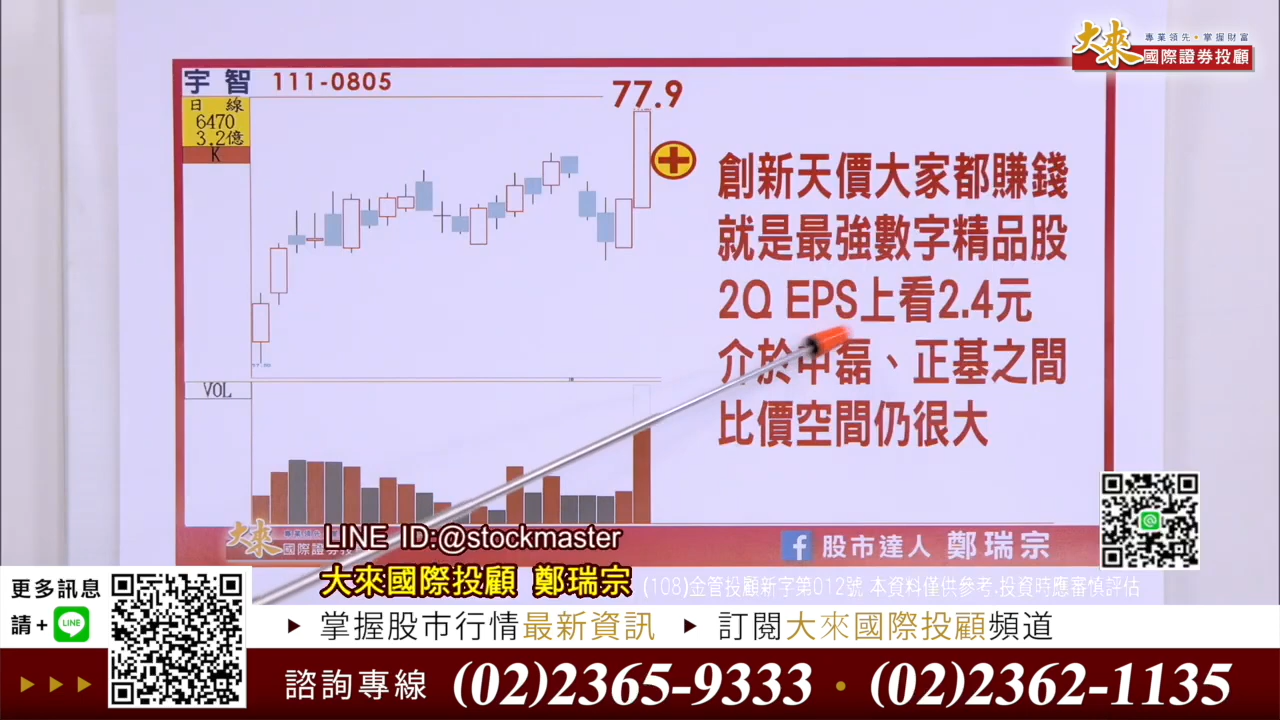 大來
專業領先•掌握財富
國際證券投顧
宇智 111-0805
77.9
日線
6470
3.2億
K
創新天價大家都賺錢
就是最強數字精品股
2Q EPS上看2.4元
介於中磊、正基之間
比價空間仍很大
VOL
大來
LINE ID:@stockmaster
f 股市達人 鄭瑞宗
大來國際投顧 鄭瑞宗
(108)金管投顧新字第012號 本資料僅供參考.投資時應審慎評估
更多訊息
請+ LINE
掌握股市行情最新資訊
訂閱大來國際投顧頻道
諮詢專線 (02)2365-9333 • (02)2362-1135